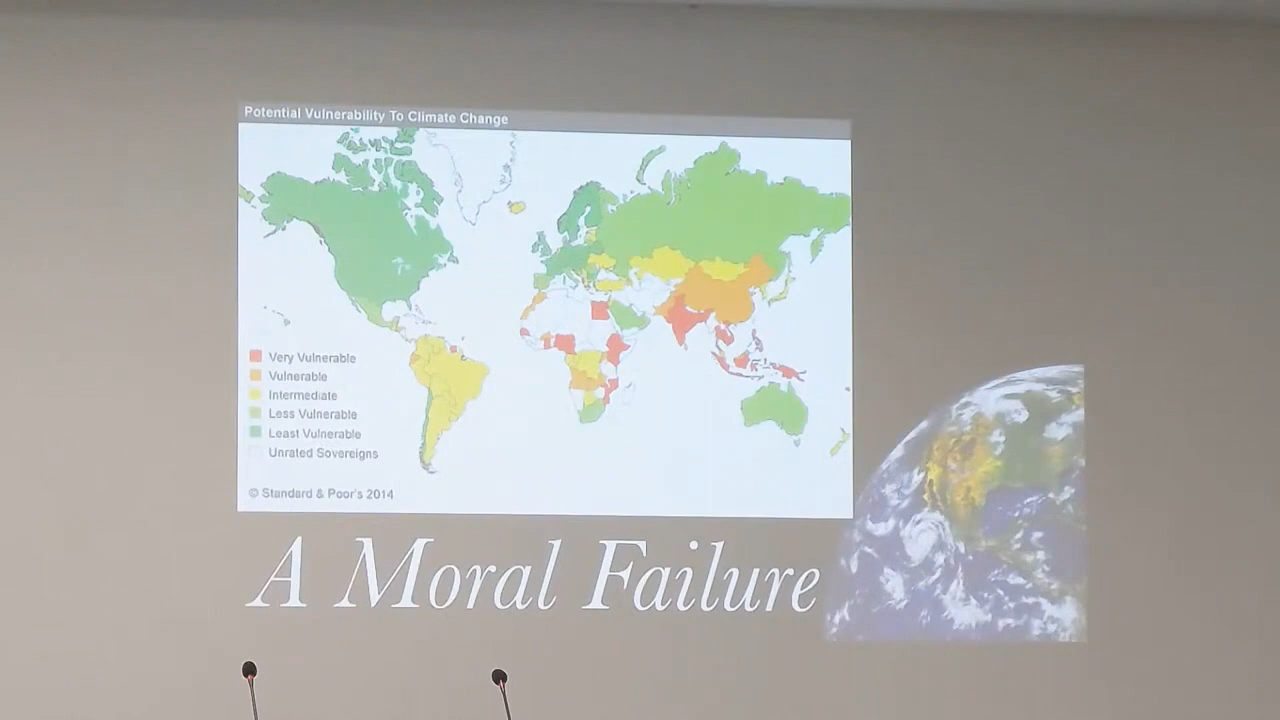 Potential Vulnerability To Climate Change
Very Vulnerable
Vulnerable
Intermediate
Less Vulnerable
Least Vulnerable
Unrated Sovereigns
© Standard & Poor's 2014
A Moral Failure